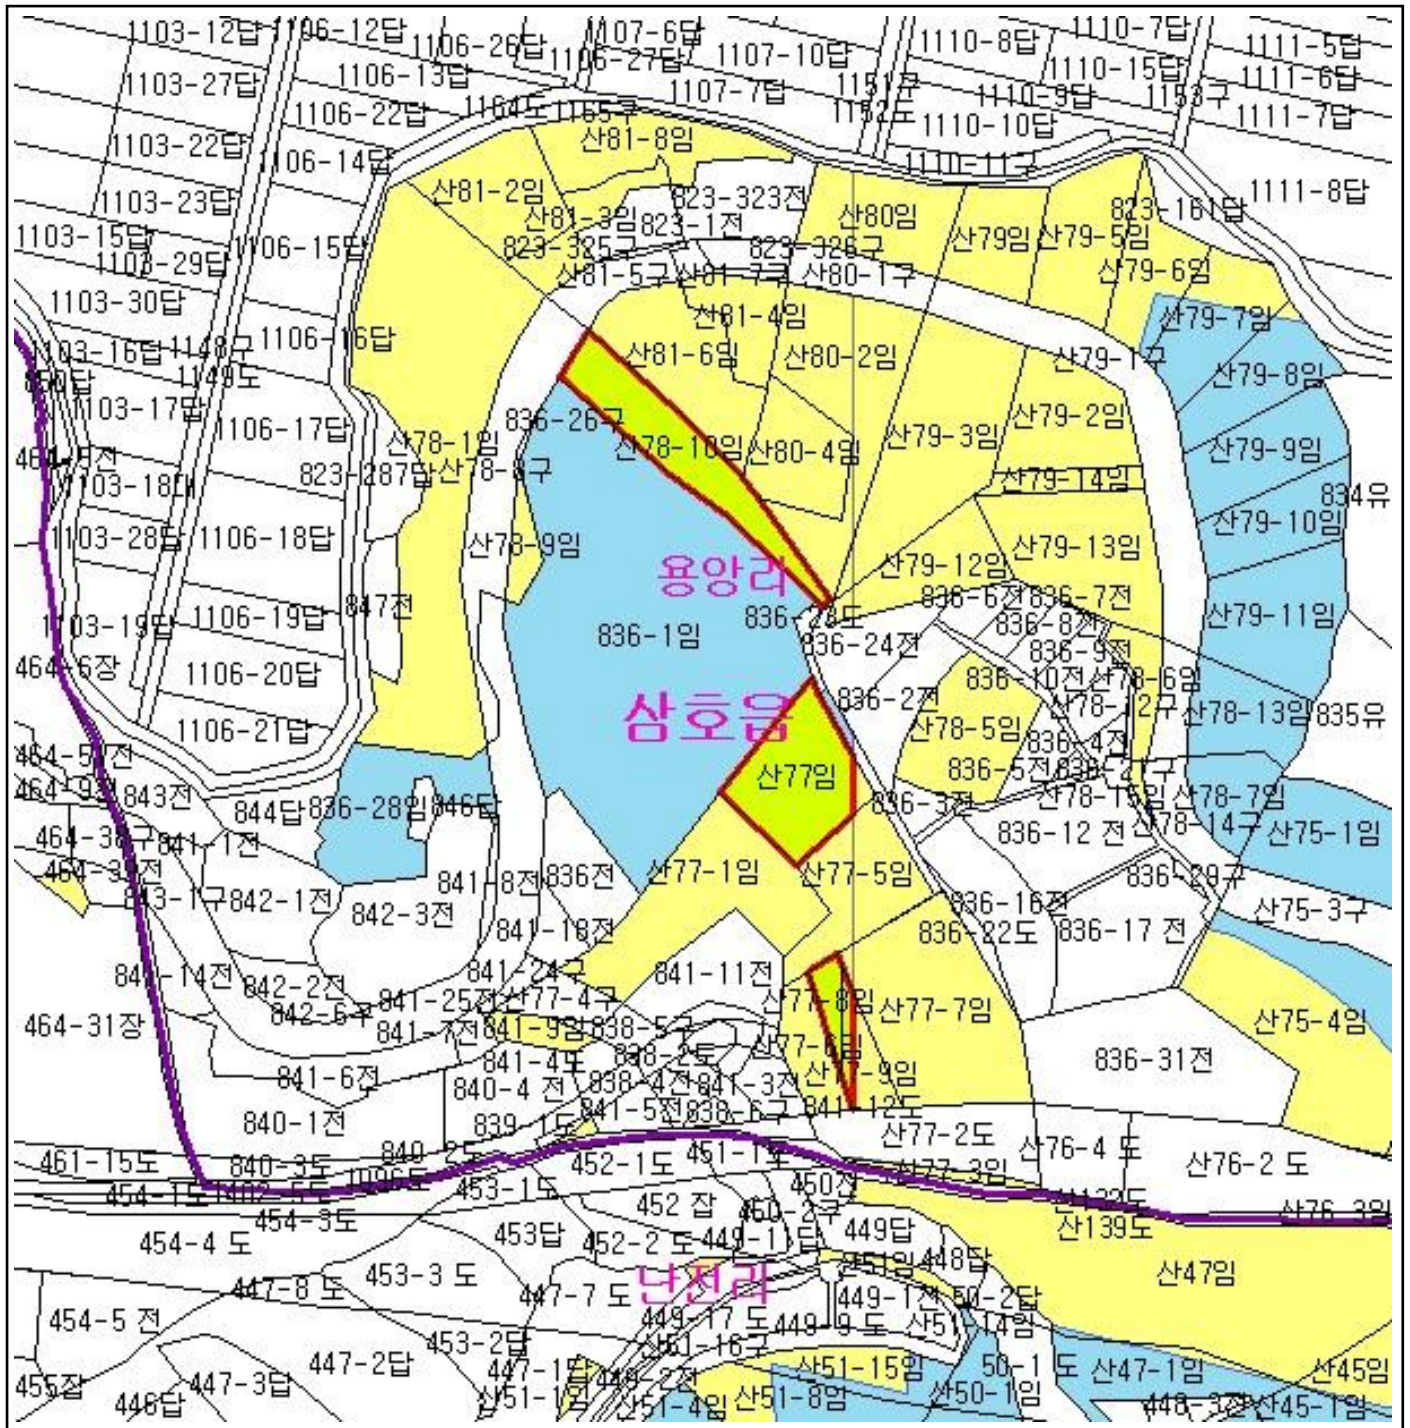 1103-12답
1106-12답
1106-26답
1107-6답
1106-27답
1107-10답
1110-8답
1110-7답
1111-5답
1103-27답
1106-13답
1107-7답
1151구
1110-15답
1111-6답
1106-22답
1164도
1165구
1152도
1110-9답
1153구
1111-7답
1103-22답
1106-14답
산81-8임
1110-10답
1110-11구
1103-23답
산81-2임
823-323전
1111-8답
산81-3임
823-1전
산80임
823-161답
1103-15답
1106-15답
823-325구
823-326구
산79임
산79-5임
1103-29답
산81-5구
산81-7구
산80-1구
산79-6임
1103-30답
산81-4임
산79-7임
1103-16답
1148구
1106-16답
산81-6임
산80-2임
산79-1구
1149도
산79-8임
1103-17답
836-26구
산79-2임
1106-17답
산78-1임
산78-10임
산80-4임
산79-3임
산79-9임
823-287답
산78-8구
산79-14임
1103-18답
834유
1103-28답
1106-18답
산78-9임
산79-13임
산79-10임
용앙리
산79-12임
1106-19답
847전
836-6전
836-7전
산79-11임
1103-19답
836-1임
836-24전
836-8전
464-6장
1106-20답
836-9전
836-10전
산78-6임
836-2전
산78-12구
산78-13임
835유
1106-21답
삼호읍
산78-5임
836-4전
산77임
836-5전
843전
844답
836-28임
846답
836-3전
산78-15임
산78-7임
836-12 전
산78-14구
산75-1임
841-1전
산77-1임
산77-5임
841-8전
836전
836-29구
843-1구
842-1전
842-3전
836-16전
산75-3구
841-18전
836-22도
836-17 전
841-24구
841-11전
842-2전
841-25전
산77-4구
산77-8임
산77-7임
842-6구
464-31장
841-7전
841-9임
838-5구
산75-4임
841-4도
838-2도
836-31전
841-6전
840-4 전
838-4전
841-3전
841-5전
838-6구
841-12도
840-1전
839-1도
산77-2도
산76-4 도
461-15도
840-3도
840-2도
452-1도
451-1도
산77-3임
산76-2 도
1096도
454-1도
453-1도
452 잡
450-2구
산76-3임
454-3도
산139도
454-4 도
453답
452-2 도
449-1답
449답
448답
447-8 도
453-3 도
난전리
산51임
산47임
447-7 도
449-1전
50-2답
454-5 전
453-2답
449-17 도
449-9 도
447-2답
산51-16구
산51-15임
50-1 도
산47-1임
산45임
455잡
446답
447-3답
447-1답
산51-1임
산51-4임
산51-8임
산50-1임
448-3전
산45-1임